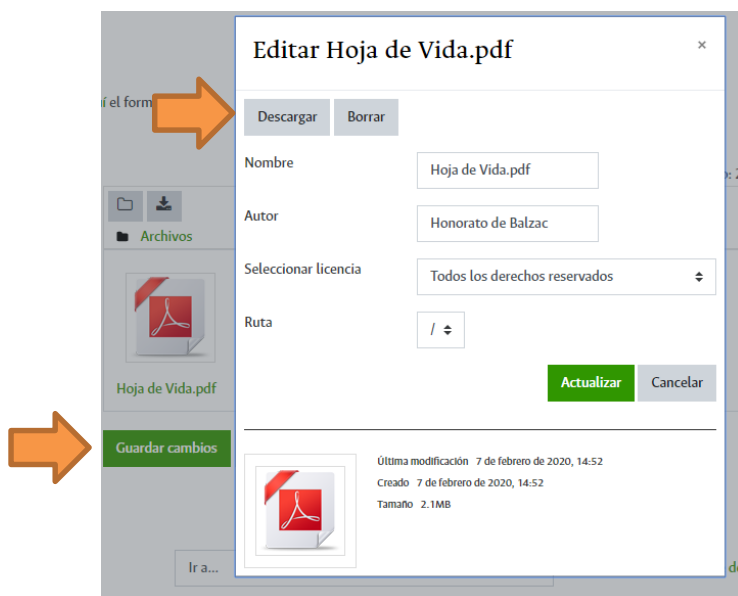 Editar Hoja de Vida.pdf
×
í el form
Descargar Borrar
Nombre Hoja de Vida.pdf
Autor Honorato de Balzac
Archivos
Seleccionar licencia Todos los derechos reservados
Ruta /
Hoja de Vida.pdf
Actualizar Cancelar
Guardar cambios
Última modificación 7 de febrero de 2020, 14:52
Creado 7 de febrero de 2020, 14:52
Tamaño 2.1MB
Ir a...